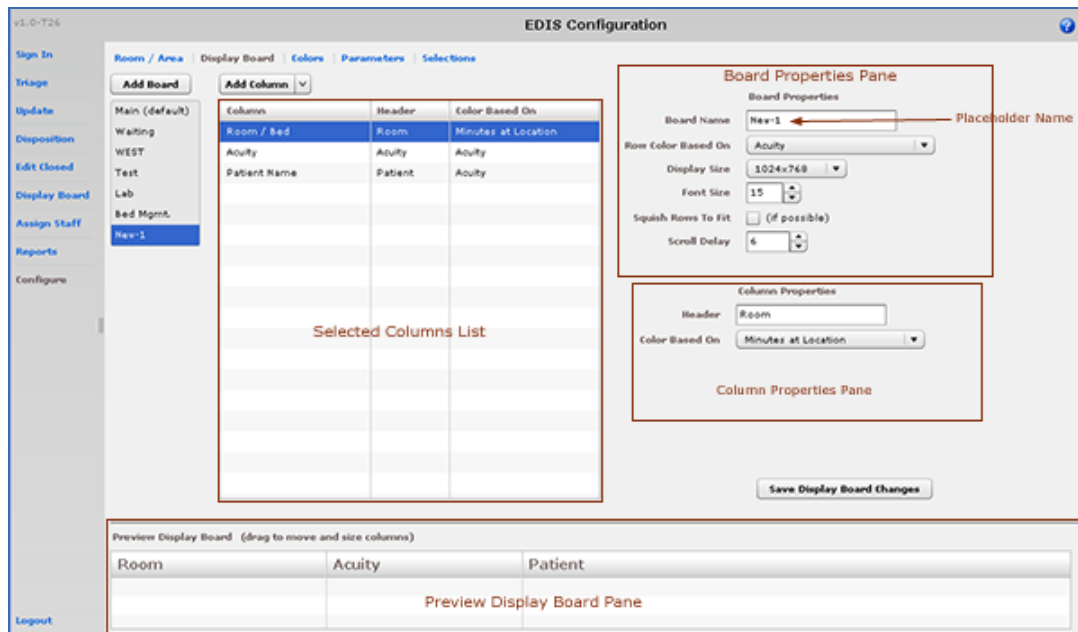 v1.0-T26
EDIS Configuration
?
Sign In
Triage
Update
Disposition
Edit Closed
Display Board
Assign Staff
Reports
Configure
Logout
Room / Area Display Board Colors Parameters Selections
Add Board
Add Column
Main (default)
Waiting
WEST
Test
Lab
Bed Mgmt.
New-1
Column Header Color Based On
Room / Bed Room Minutes at Location
Acuity Acuity Acuity
Patient Name Patient Acuity
Selected Columns List
Board Properties Pane
Board Properties
Board Name New-1 Placeholder Name
Row Color Based On Acuity
Display Size 1024x768
Font Size 15
Squish Rows To Fit (if possible)
Scroll Delay 6
Column Properties
Header Room
Color Based On Minutes at Location
Column Properties Pane
Save Display Board Changes
Preview Display Board (drag to move and size columns)
Room Acuity Patient
Preview Display Board Pane